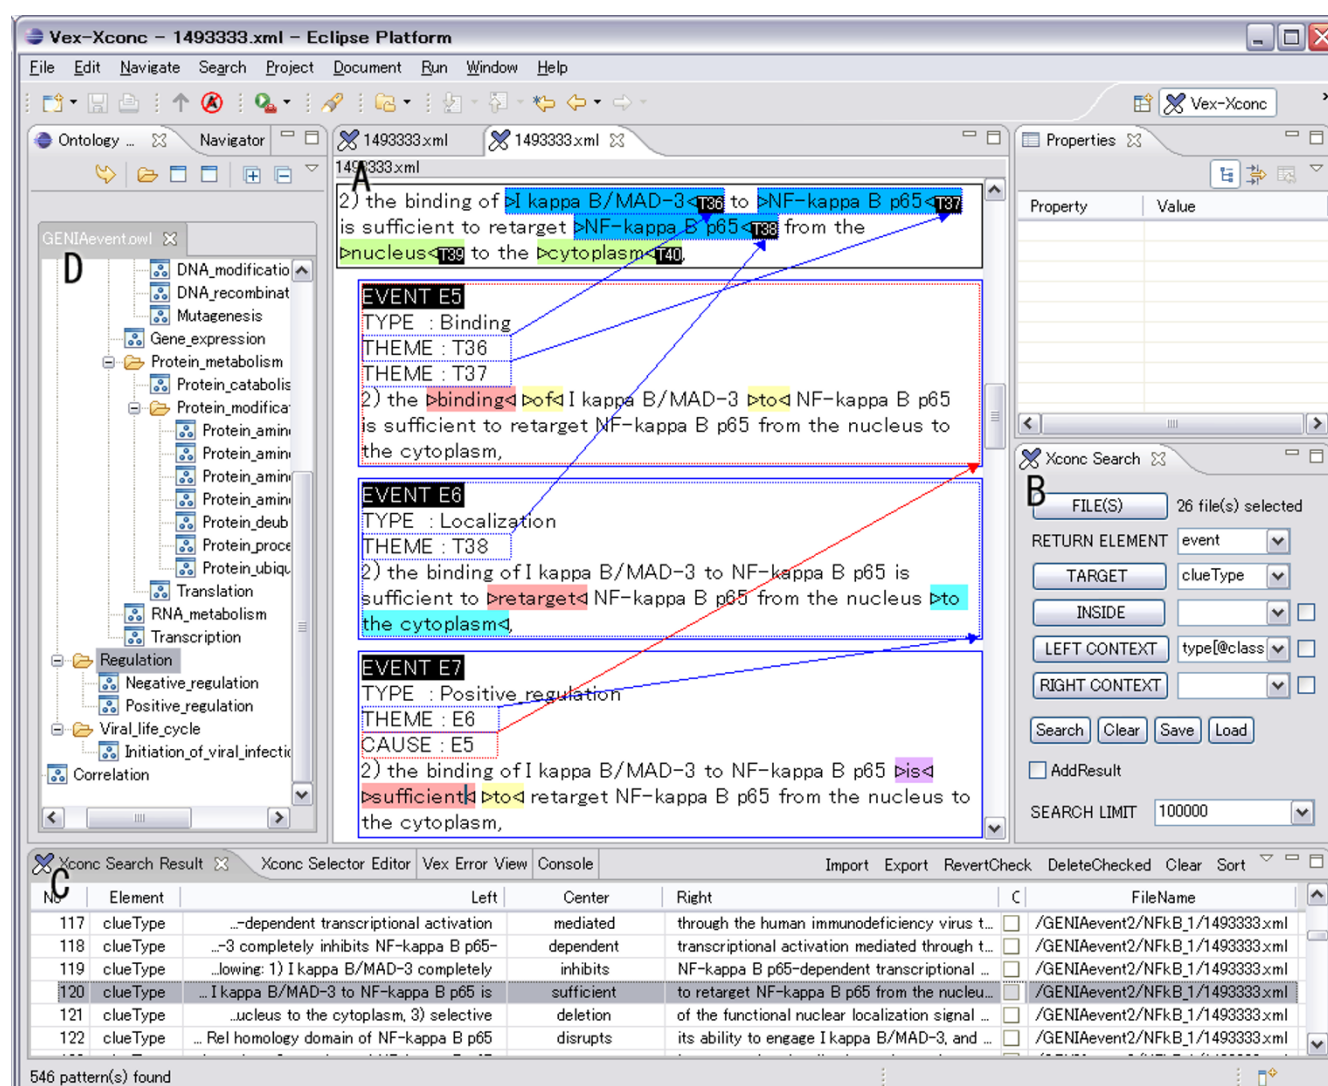 Vex-Xconc - 1493333.xml - Eclipse Platform
File Edit Navigate Search Project Document Run Window Help
Vex-Xconc
Ontology ... Navigator
GENIAevent.owl
D
DNA_modificatio
DNA_recombinat
Mutagenesis
Gene_expression
Protein_metabolism
Protein_catabolis
Protein_modifica
Protein_amin
Protein_amin
Protein_amin
Protein_amin
Protein_deub
Protein_proce
Protein_ubiqu
Translation
RNA_metabolism
Transcription
Regulation
Negative_regulation
Positive_regulation
Viral_life_cycle
Initiation_of_viral_infectio
Correlation
1493333.xml 1493333.xml
1493333.xml
A
2) the binding of I kappa B/MAD-3 T36 to NF-kappa B p65 T37
is sufficient to retarget NF-kappa B p65 T38 from the
nucleus T39 to the cytoplasm T40,
EVENT E5
TYPE : Binding
THEME : T36
THEME : T37
2) the binding of I kappa B/MAD-3 to NF-kappa B p65
is sufficient to retarget NF-kappa B p65 from the nucleus to
the cytoplasm,
EVENT E6
TYPE : Localization
THEME : T38
2) the binding of I kappa B/MAD-3 to NF-kappa B p65 is
sufficient to retarget NF-kappa B p65 from the nucleus to
the cytoplasm,
EVENT E7
TYPE : Positive regulation
THEME : E6
CAUSE : E5
2) the binding of I kappa B/MAD-3 to NF-kappa B p65 is
sufficient to retarget NF-kappa B p65 from the nucleus to
the cytoplasm,
Properties
Property Value
Xconc Search
B
FILE(S) 26 file(s) selected
RETURN ELEMENT event
TARGET clueType
INSIDE
LEFT CONTEXT type[@class
RIGHT CONTEXT
Search Clear Save Load
AddResult
SEARCH LIMIT 100000
Xconc Search Result Xconc Selector Editor Vex Error View Console Import Export RevertCheck DeleteChecked Clear Sort
C
No Element Left Center Right C FileName
117 clueType ...-dependent transcriptional activation mediated through the human immunodeficiency virus t... /GENIAevent2/NFkB_1/1493333.xml
118 clueType ...-3 completely inhibits NF-kappa B p65- dependent transcriptional activation mediated through t... /GENIAevent2/NFkB_1/1493333.xml
119 clueType ...lowing: 1) I kappa B/MAD-3 completely inhibits NF-kappa B p65-dependent transcriptional ... /GENIAevent2/NFkB_1/1493333.xml
120 clueType ... I kappa B/MAD-3 to NF-kappa B p65 is sufficient to retarget NF-kappa B p65 from the nucleu... /GENIAevent2/NFkB_1/1493333.xml
121 clueType ...ucleus to the cytoplasm, 3) selective deletion of the functional nuclear localization signal ... /GENIAevent2/NFkB_1/1493333.xml
122 clueType ... Rel homology domain of NF-kappa B p65 disrupts its ability to engage I kappa B/MAD-3, and ... /GENIAevent2/NFkB_1/1493333.xml
546 pattern(s) found